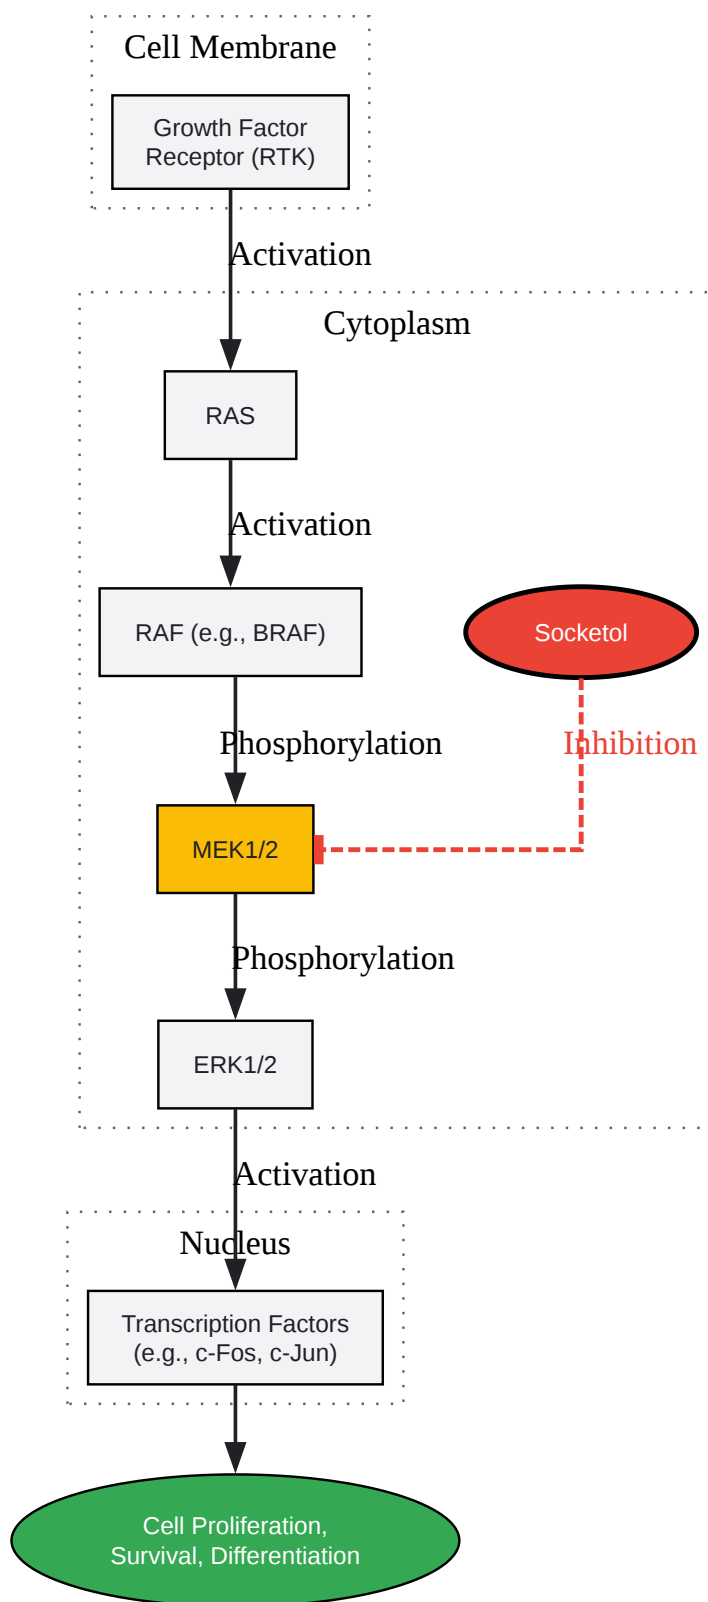 Cell Membrane
Growth Factor
Receptor (RTK)
Activation
Cytoplasm
RAS
Activation
RAF (e.g., BRAF)
Socketol
Phosphorylation
Inhibition
MEK1/2
Phosphorylation
ERK1/2
Activation
Nucleus
Transcription Factors
(e.g., c-Fos, c-Jun)
Cell Proliferation,
Survival, Differentiation